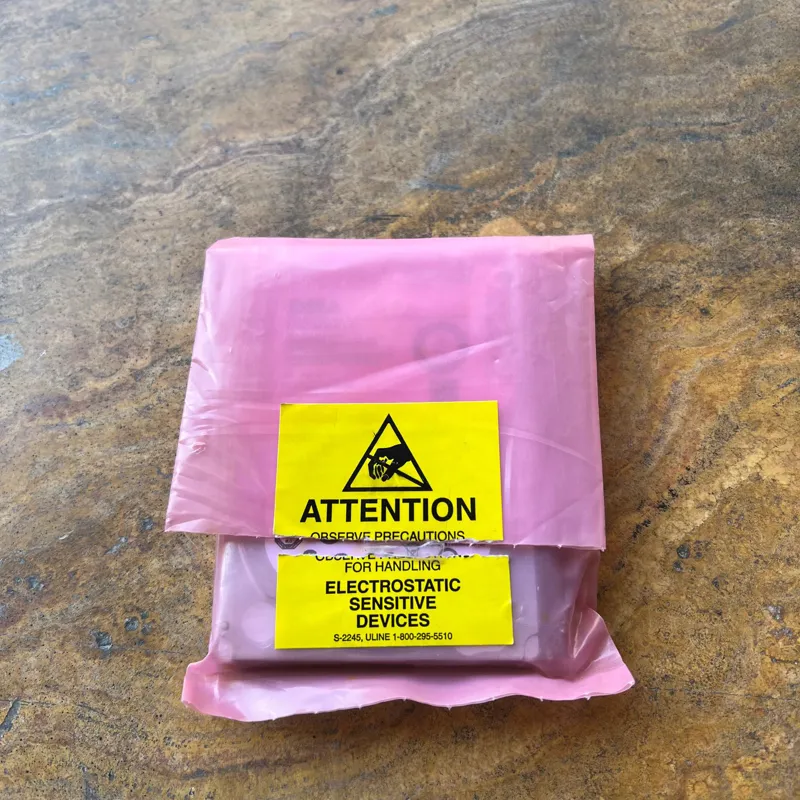 ATTENTION
OBSERVE PRECAUTIONS
FOR HANDLING
ELECTROSTATIC
SENSITIVE
DEVICES
S-2245, ULINE 1-800-295-5510